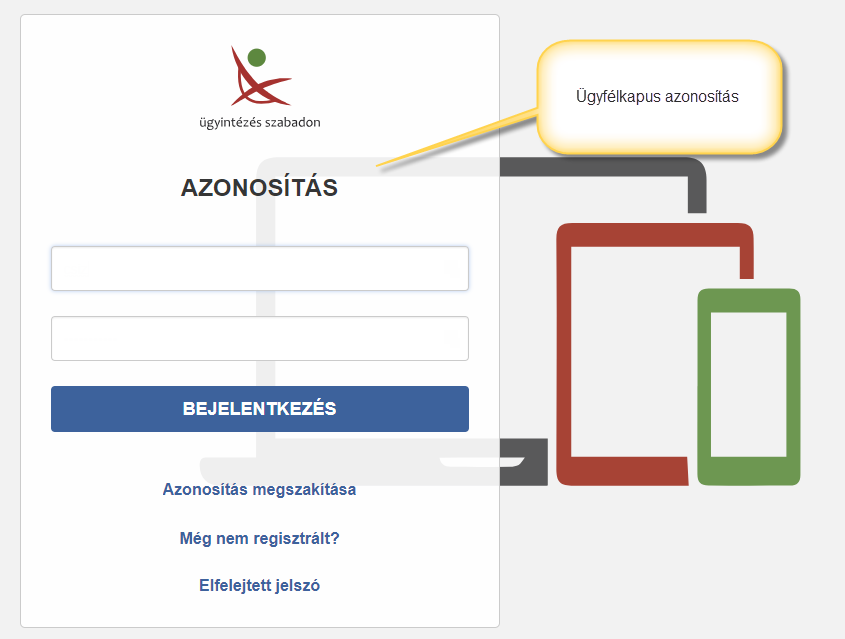 ügyintézés szabadon
Ügyfélkapus azonosítás
AZONOSÍTÁS
BEJELENTKEZÉS
Azonosítás megszakítása
Még nem regisztrált?
Elfelejtett jelszó